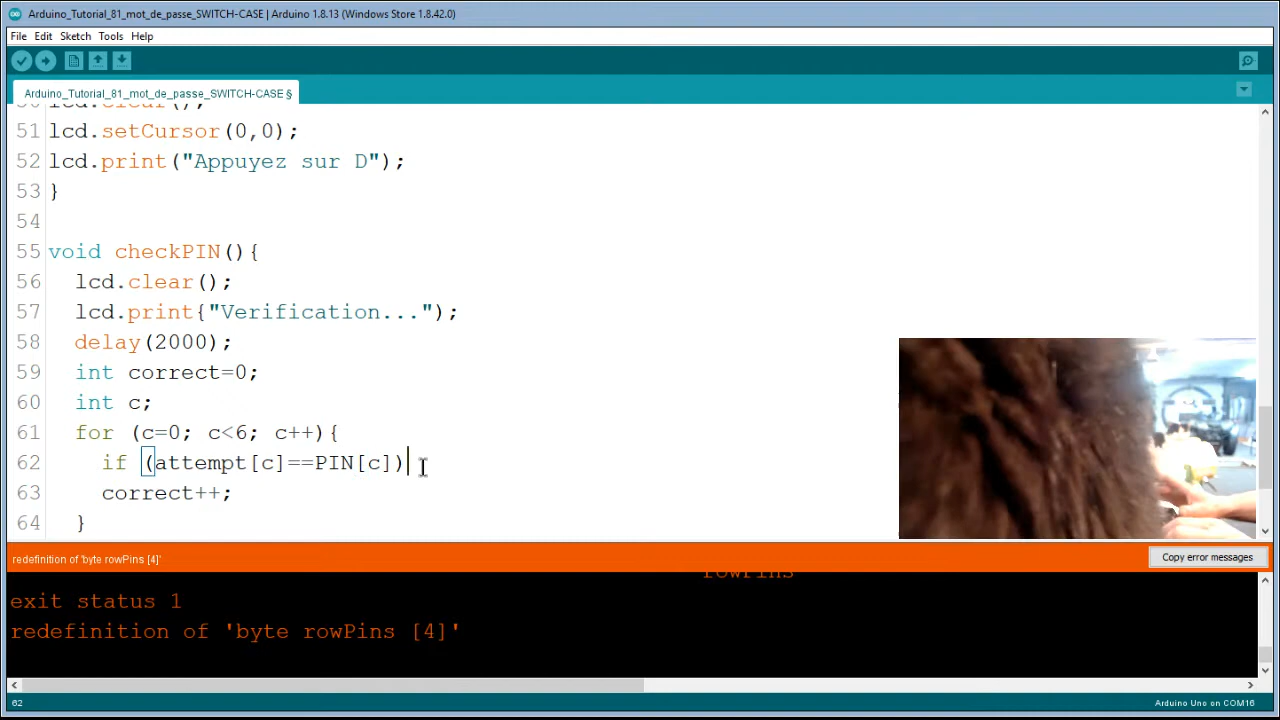 Arduino_Tutorial_81_mot_de_passe_SWITCH-CASE | Arduino 1.8.13 (Windows Store 1.8.42.0)
File Edit Sketch Tools Help
Arduino_Tutorial_81_mot_de_passe_SWITCH-CASE §
50 lcd.clear();
51 lcd.setCursor(0,0);
52 lcd.print("Appuyez sur D");
53 }
54
55 void checkPIN(){
56 lcd.clear();
57 lcd.print{"Verification...");
58 delay(2000);
59 int correct=0;
60 int c;
61 for (c=0; c<6; c++){
62 if (attempt[c]==PIN[c])
63 correct++;
64 }
redefinition of 'byte rowPins [4]'
Copy error messages
rowPins
exit status 1
redefinition of 'byte rowPins [4]'
62
Arduino Uno on COM16